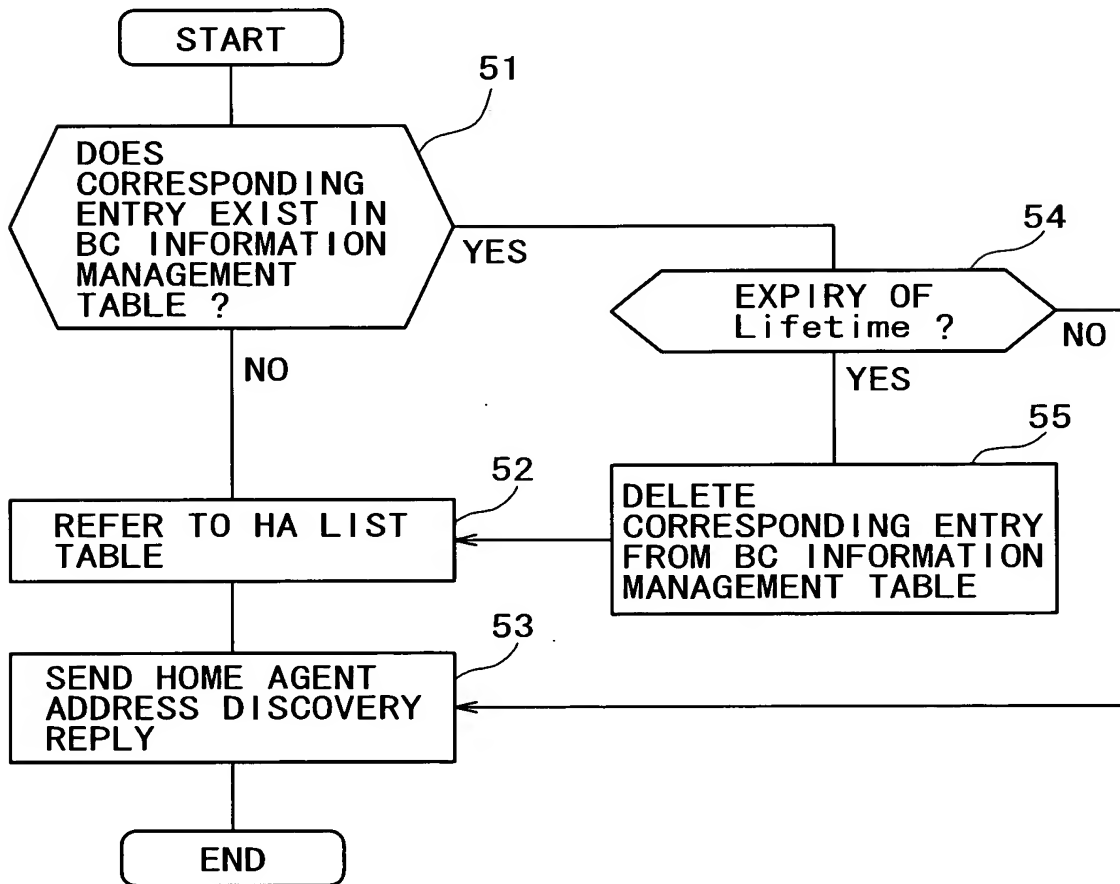 START
51
DOES
CORRESPONDING
ENTRY EXIST IN
BC INFORMATION
MANAGEMENT
TABLE ?
YES
NO
54
EXPIRY OF
Lifetime ?
NO
YES
55
DELETE
CORRESPONDING ENTRY
FROM BC INFORMATION
MANAGEMENT TABLE
52
REFER TO HA LIST
TABLE
53
SEND HOME AGENT
ADDRESS DISCOVERY
REPLY
END